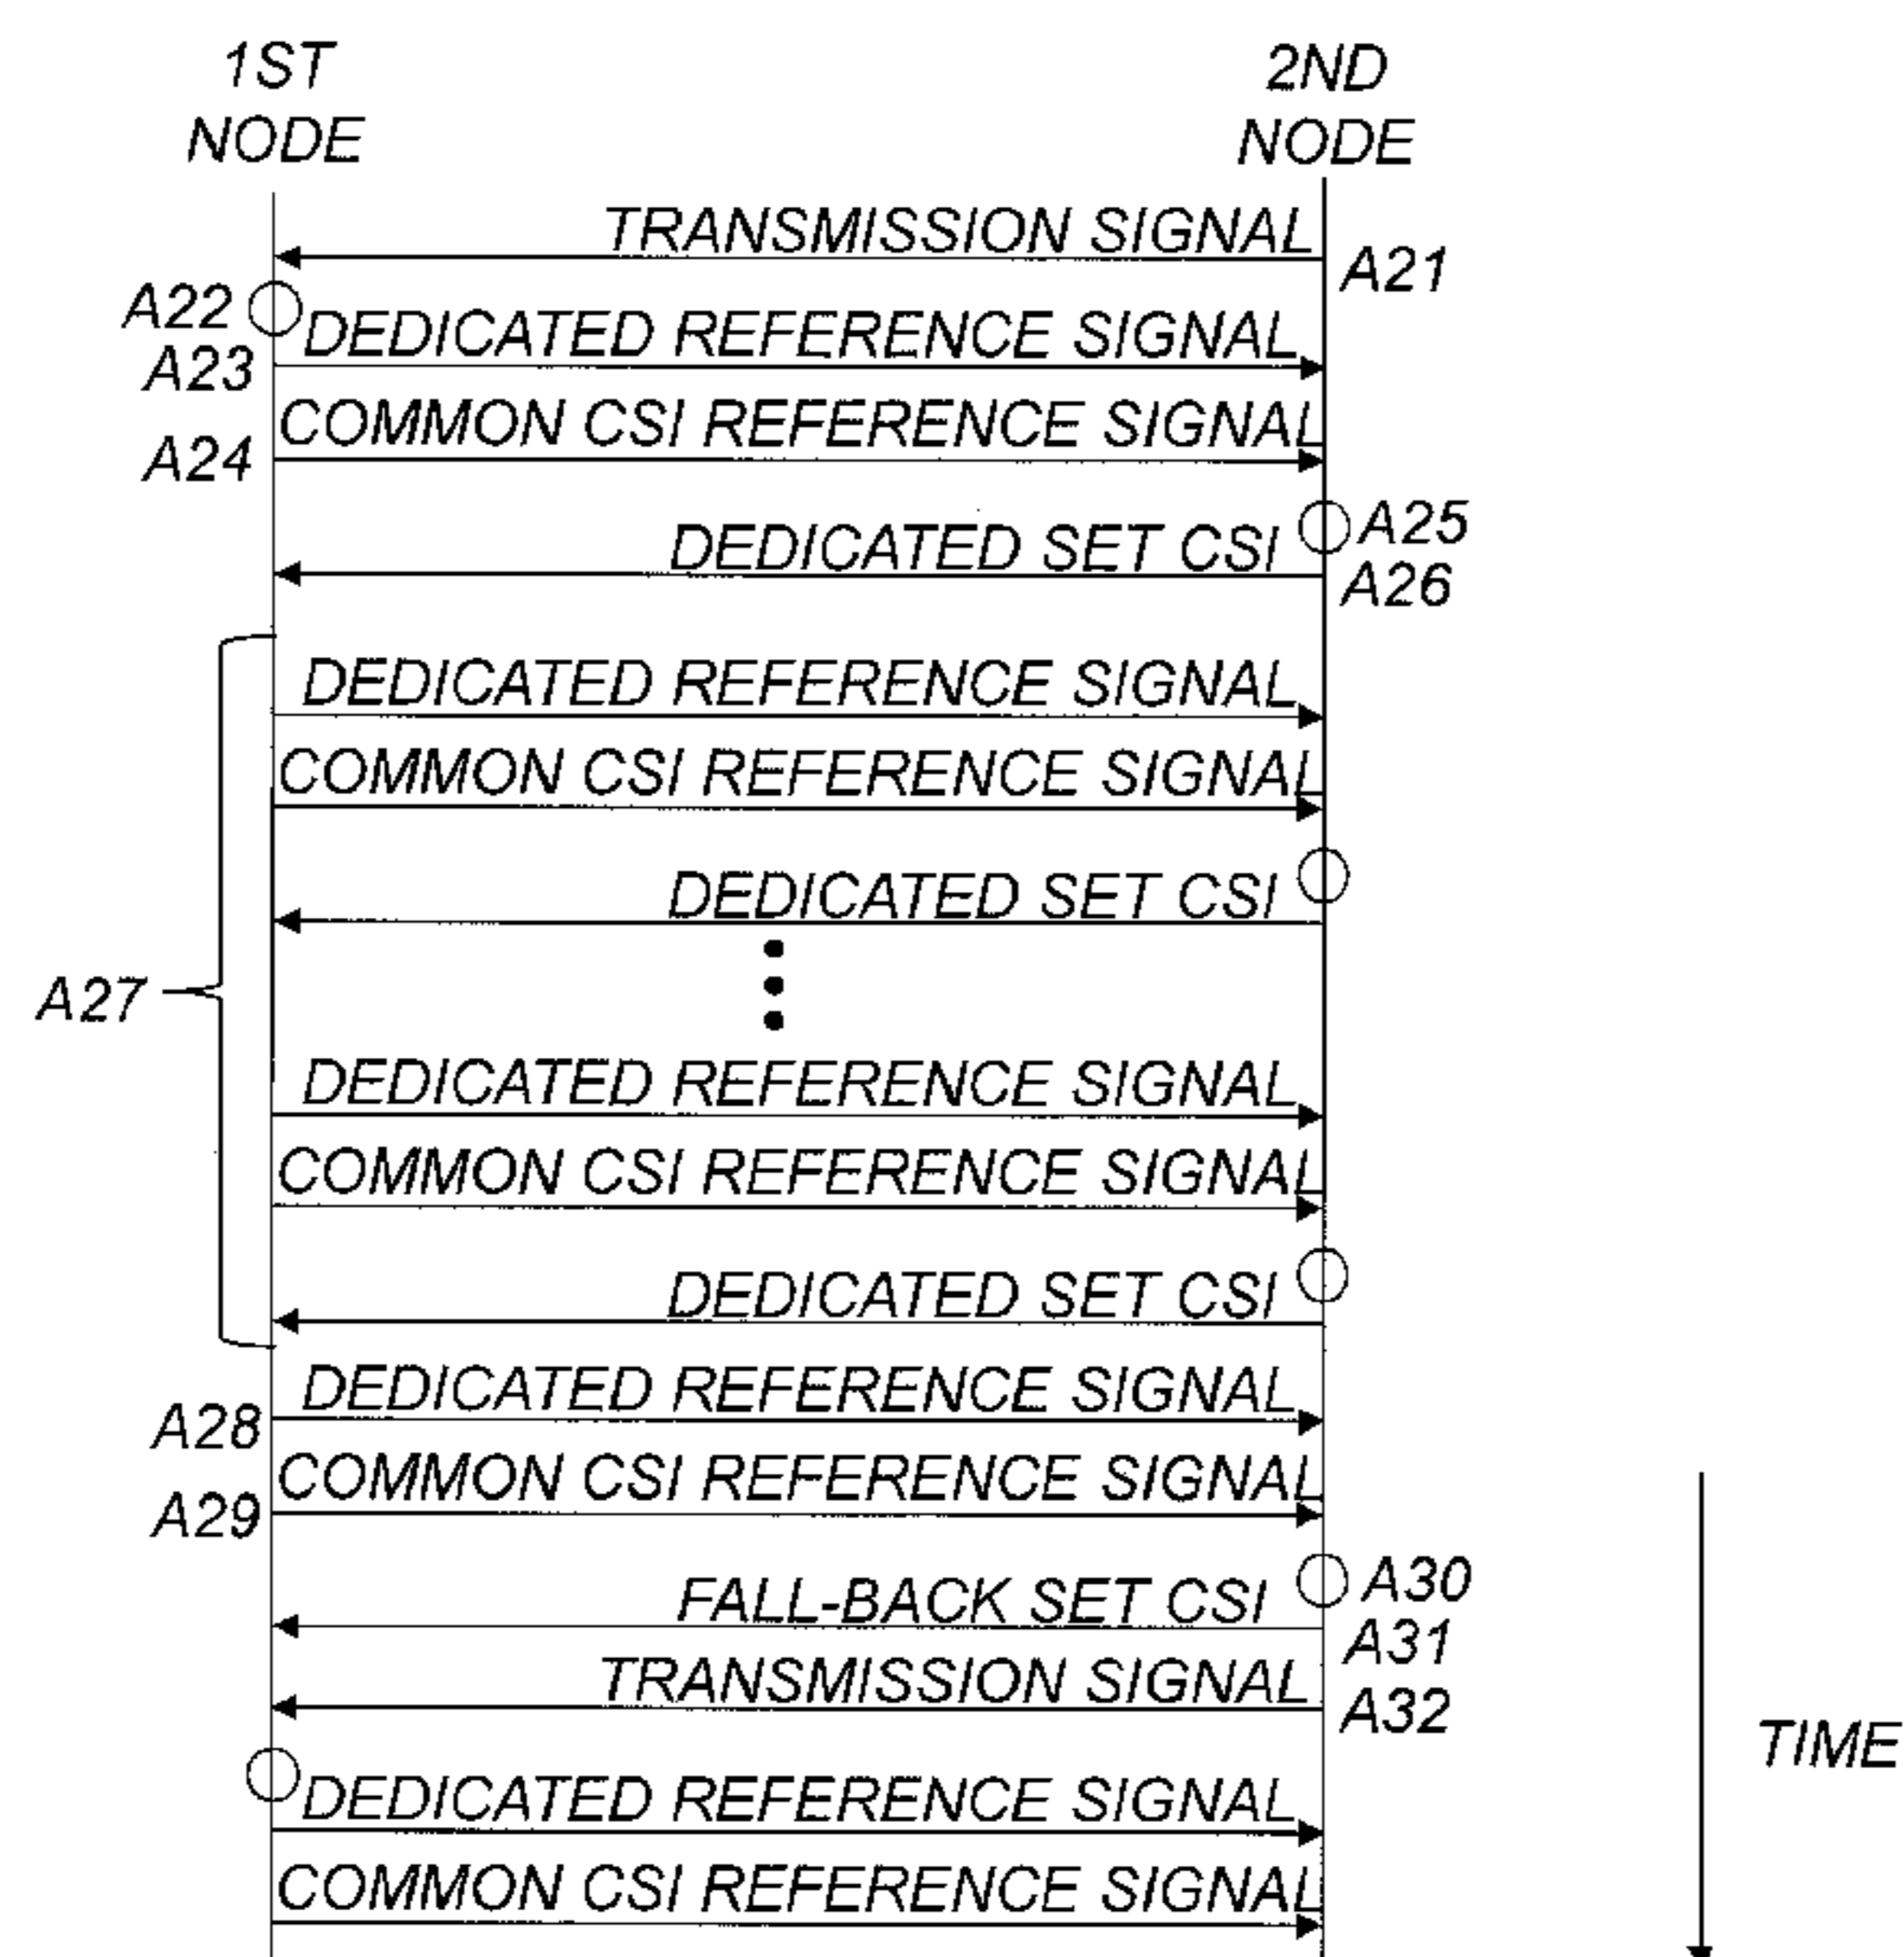 1ST
NODE
2ND
NODE
TRANSMISSION SIGNAL
A21
A22
DEDICATED REFERENCE SIGNAL
A23
COMMON CSI REFERENCE SIGNAL
A24
A25
DEDICATED SET CSI
A26
DEDICATED REFERENCE SIGNAL
COMMON CSI REFERENCE SIGNAL
DEDICATED SET CSI
A27
DEDICATED REFERENCE SIGNAL
COMMON CSI REFERENCE SIGNAL
DEDICATED SET CSI
DEDICATED REFERENCE SIGNAL
A28
COMMON CSI REFERENCE SIGNAL
A29
A30
FALL-BACK SET CSI
A31
TRANSMISSION SIGNAL
A32
TIME
DEDICATED REFERENCE SIGNAL
COMMON CSI REFERENCE SIGNAL